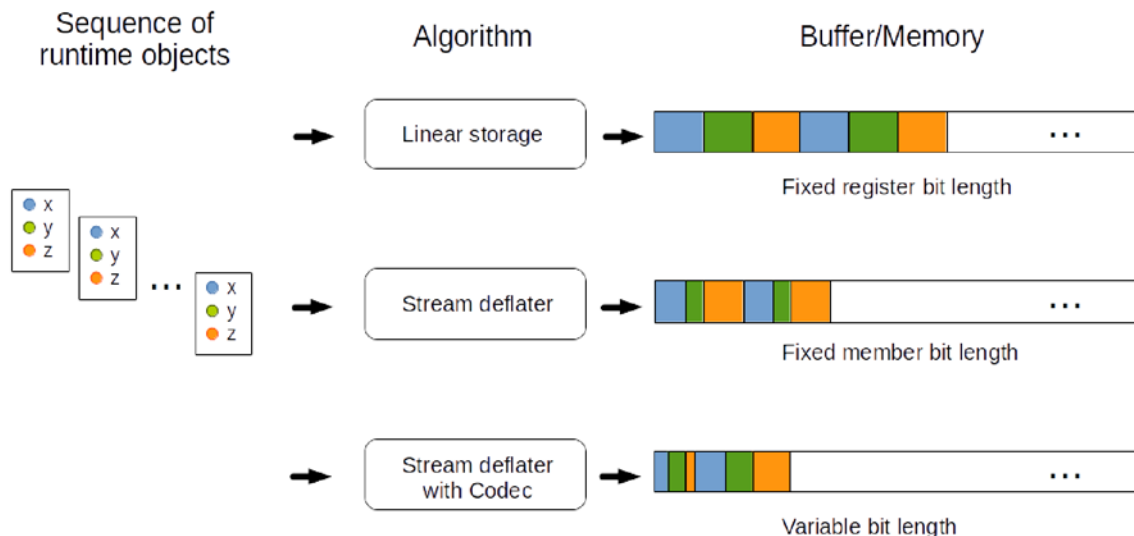 Sequence of
runtime objects
Algorithm
Buffer/Memory
Linear storage
...
Fixed register bit length
x
y
z
x
y
z
...
x
y
z
Stream deflater
...
Fixed member bit length
Stream deflater
with Codec
...
Variable bit length